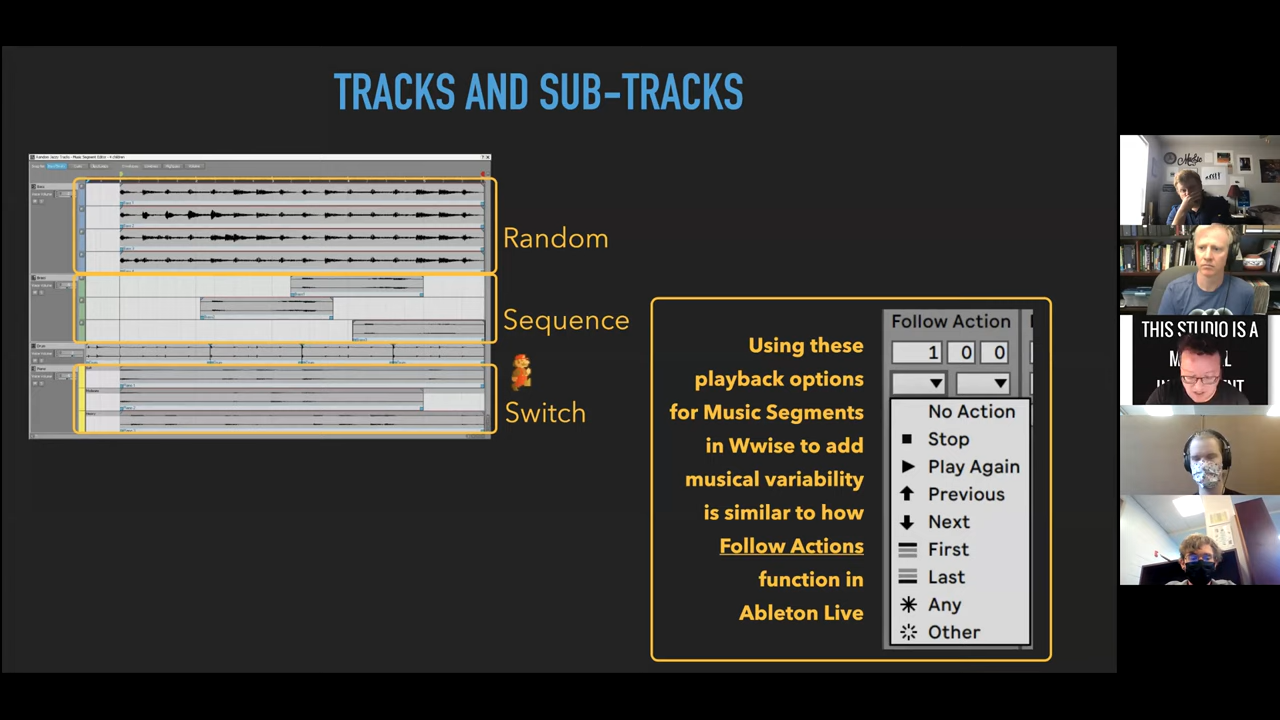 TRACKS AND SUB-TRACKS
Random
Sequence
Switch
Using these
playback options
for Music Segments
in Wwise to add
musical variability
is similar to how
Follow Actions
function in
Ableton Live
Follow Action
1 0 0
No Action
Stop
Play Again
Previous
Next
First
Last
Any
Other
Music
THIS STUDIO IS A